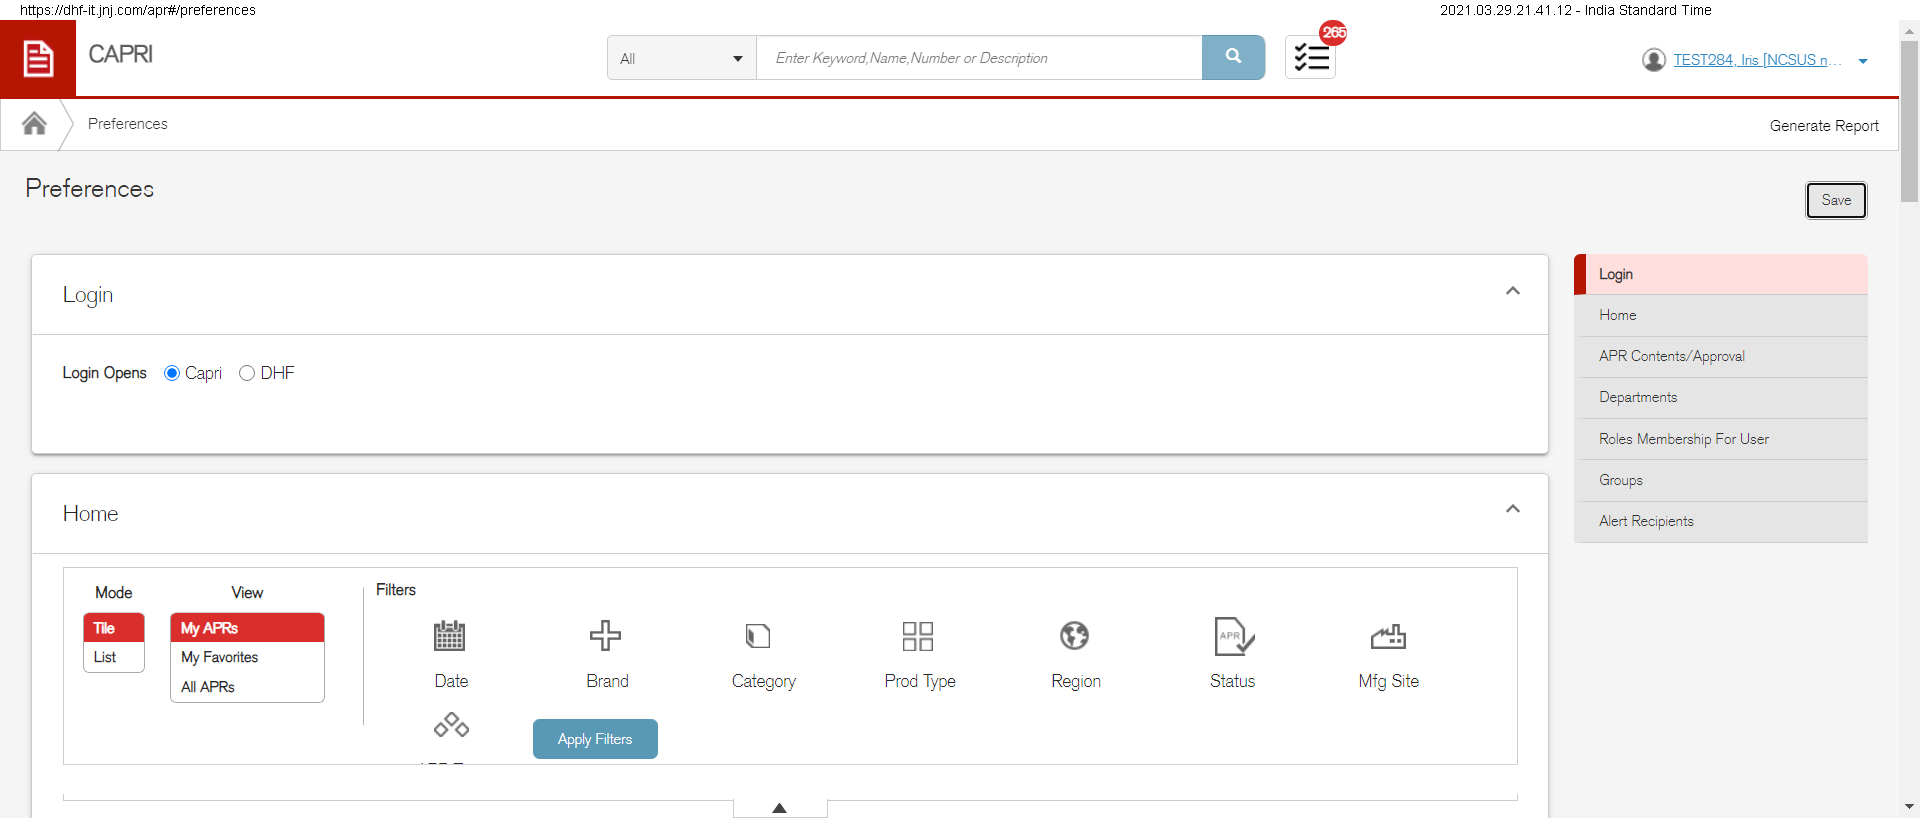 https://dhf-it.jnj.com/apr#/preferences
2021.03.29.21.41.12 - India Standard Time
CAPRI
All
Enter Keyword,Name,Number or Description
265
TEST284, Iris [NCSUS n...
Preferences
Generate Report
Preferences
Save
Login
Login Opens
Capri
DHF
Home
Mode
Tile
List
View
My APRs
My Favorites
All APRs
Filters
Date
Brand
Category
Prod Type
Region
APR
Status
Mfg Site
Apply Filters
Login
Home
APR Contents/Approval
Departments
Roles Membership For User
Groups
Alert Recipients